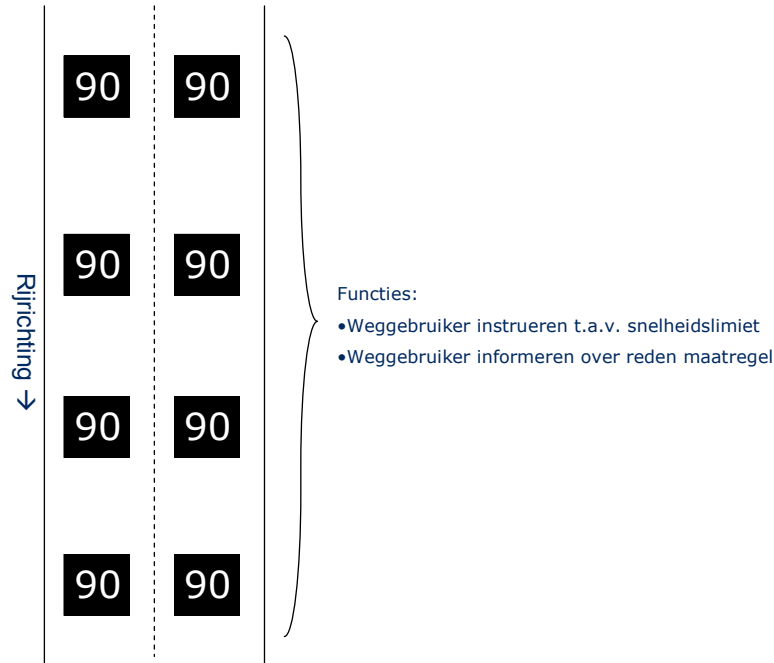 90 90
90 90
Rijrichting →
Functies:
•Weggebruiker instrueren t.a.v. snelheidslimiet
•Weggebruiker informeren over reden maatregel
90 90
90 90